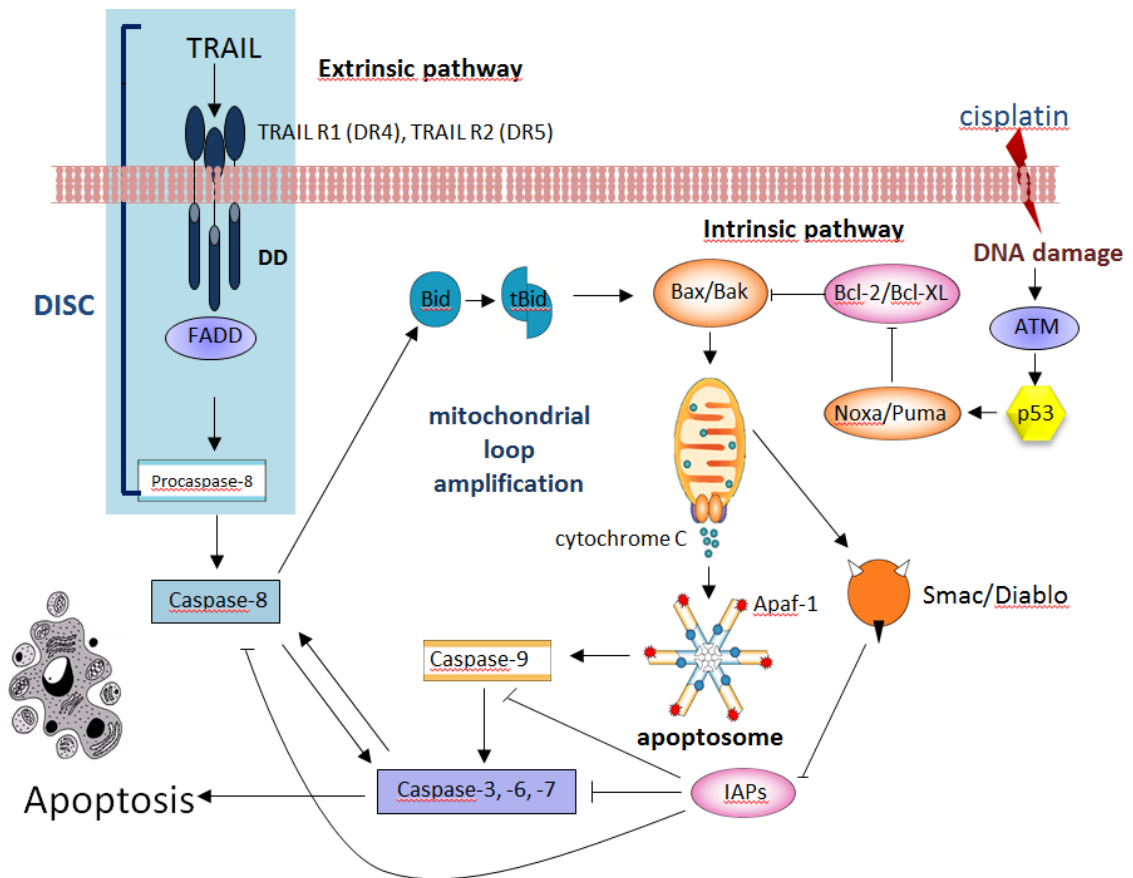 TRAIL
Extrinsic pathway
TRAIL R1 (DR4), TRAIL R2 (DR5)
cisplatin
Intrinsic pathway
DD
DNA damage
DISC
Bid
tBid
Bax/Bak
Bcl-2/Bcl-XL
ATM
FADD
mitochondrial
loop
amplification
Noxa/Puma
p53
Procaspase-8
cytochrome C
Caspase-8
Apaf-1
Smac/Diablo
Caspase-9
apoptosome
Caspase-3, -6, -7
IAPs
Apoptosis